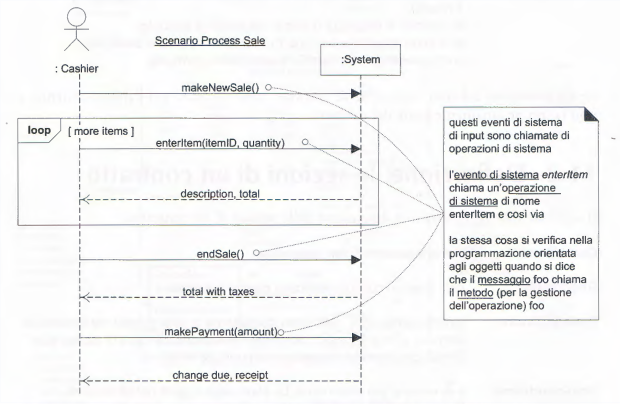 Scenario Process Sale
: Cashier
:System
makeNewSale()
loop
[ more items ]
enterItem(itemID, quantity)
description, total
endSale()
total with taxes
makePayment(amount)
change due, receipt
questi eventi di sistema
di input sono chiamate di
operazioni di sistema
l'evento di sistema enterItem
chiama un'operazione
di sistema di nome
enterItem e così via
la stessa cosa si verifica nella
programmazione orientata
agli oggetti quando si dice
che il messaggio foo chiama
il metodo (per la gestione
dell'operazione) foo